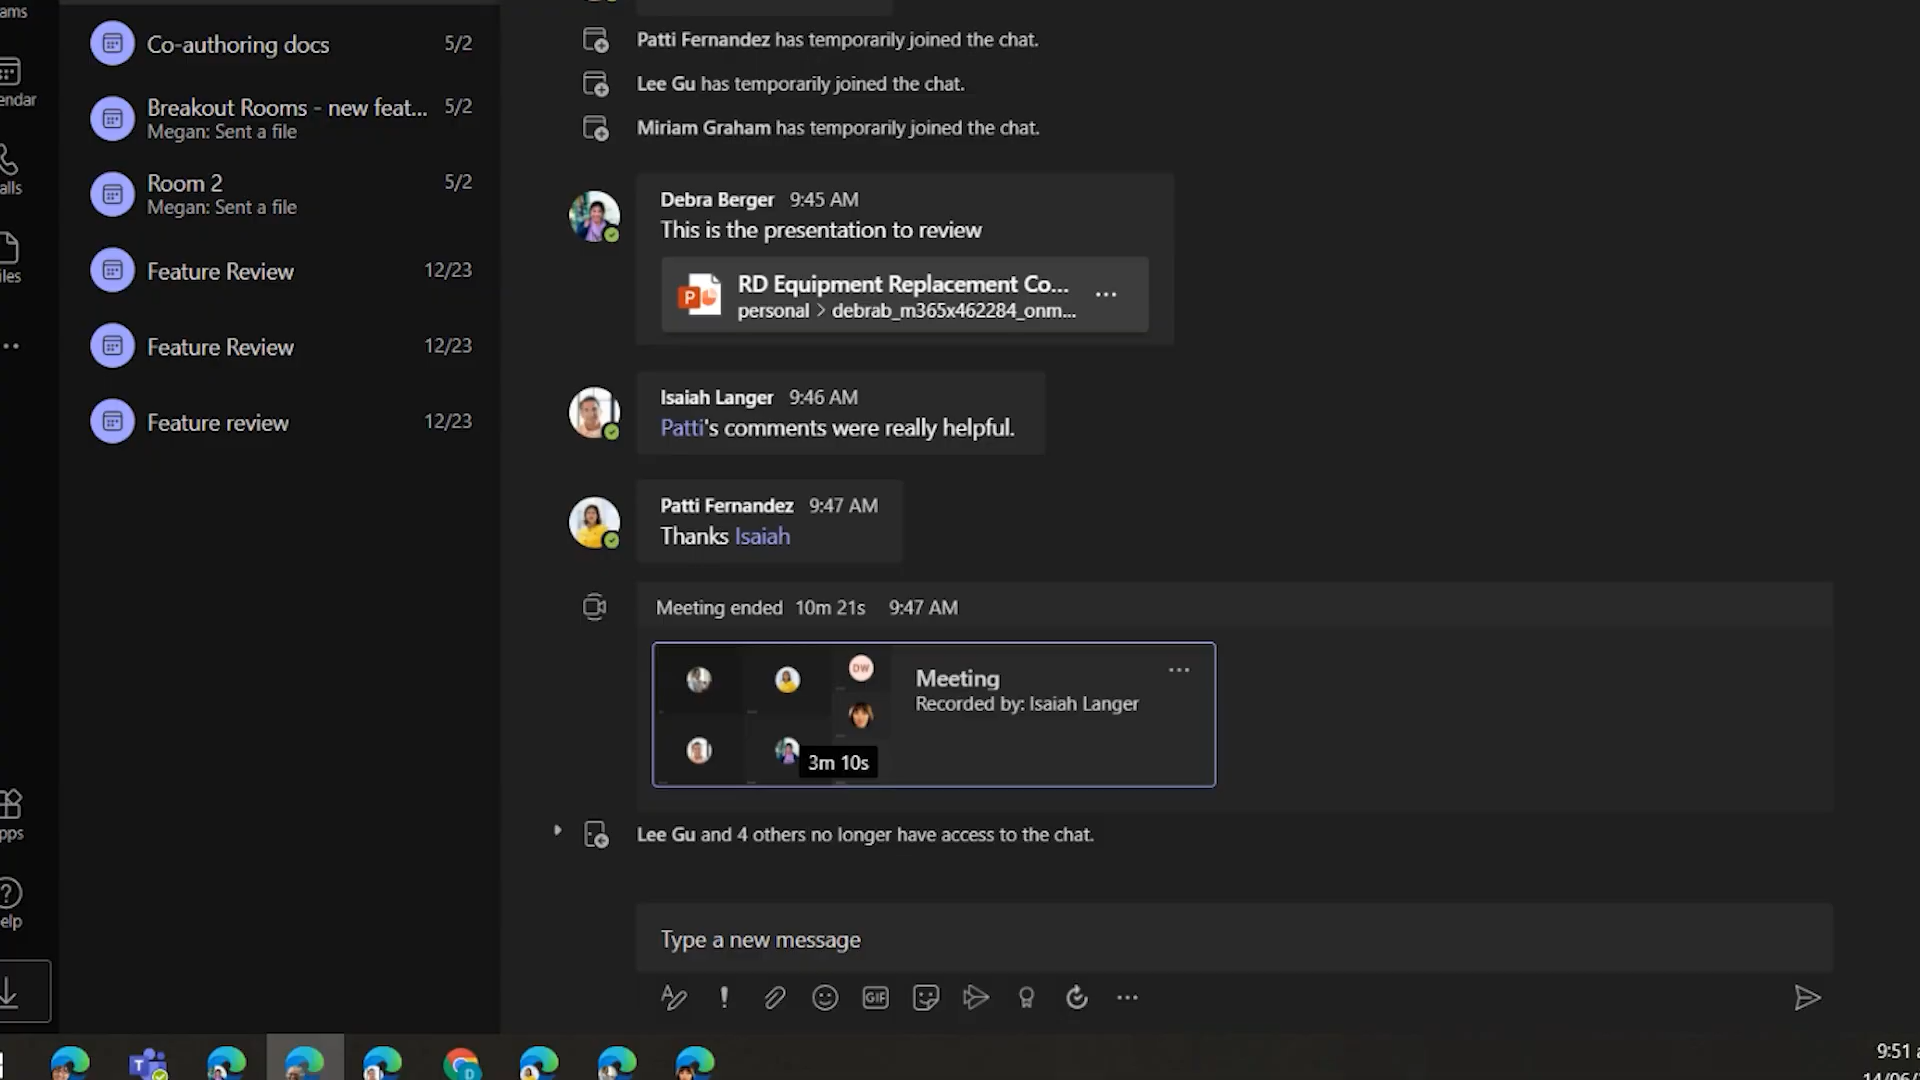 ams
endar
alls
iles
pps
elp
Co-authoring docs 5/2
Breakout Rooms - new feat... 5/2
Megan: Sent a file
Room 2 5/2
Megan: Sent a file
Feature Review 12/23
Feature Review 12/23
Feature review 12/23
Patti Fernandez has temporarily joined the chat.
Lee Gu has temporarily joined the chat.
Miriam Graham has temporarily joined the chat.
Debra Berger 9:45 AM
This is the presentation to review
P
RD Equipment Replacement Co...
personal > debrab_m365x462284_onm...
Isaiah Langer 9:46 AM
Patti's comments were really helpful.
Patti Fernandez 9:47 AM
Thanks Isaiah
Meeting ended 10m 21s 9:47 AM
DW
Meeting
Recorded by: Isaiah Langer
3m 10s
Lee Gu and 4 others no longer have access to the chat.
Type a new message
GIF
T
D
9:51 a
14/06/